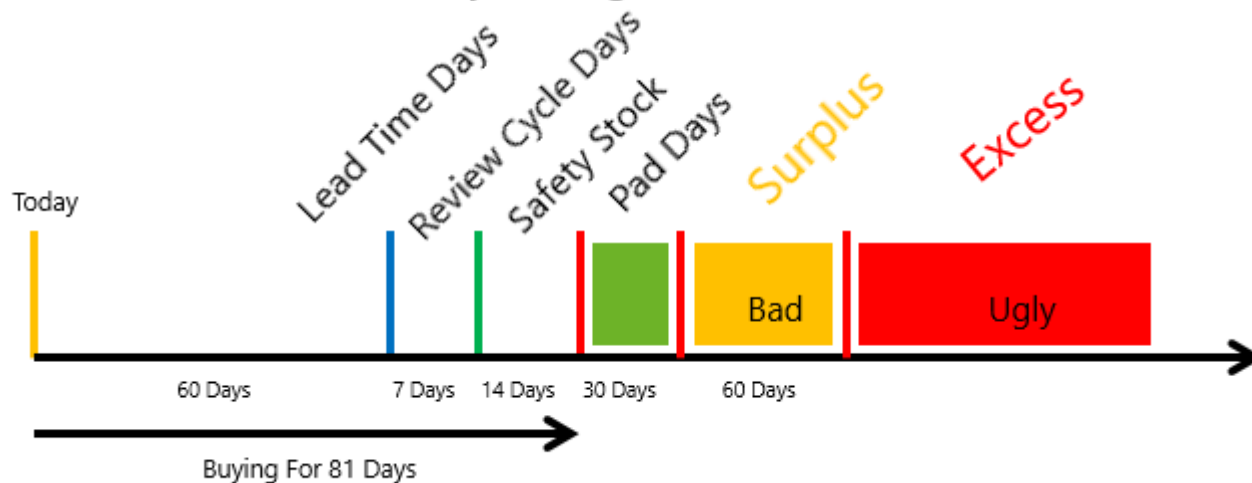 Today
Lead Time Days
Review Cycle Days
Safety Stock
Pad Days
Surplus
Excess
Bad
Ugly
60 Days
7 Days
14 Days
30 Days
60 Days
Buying For 81 Days